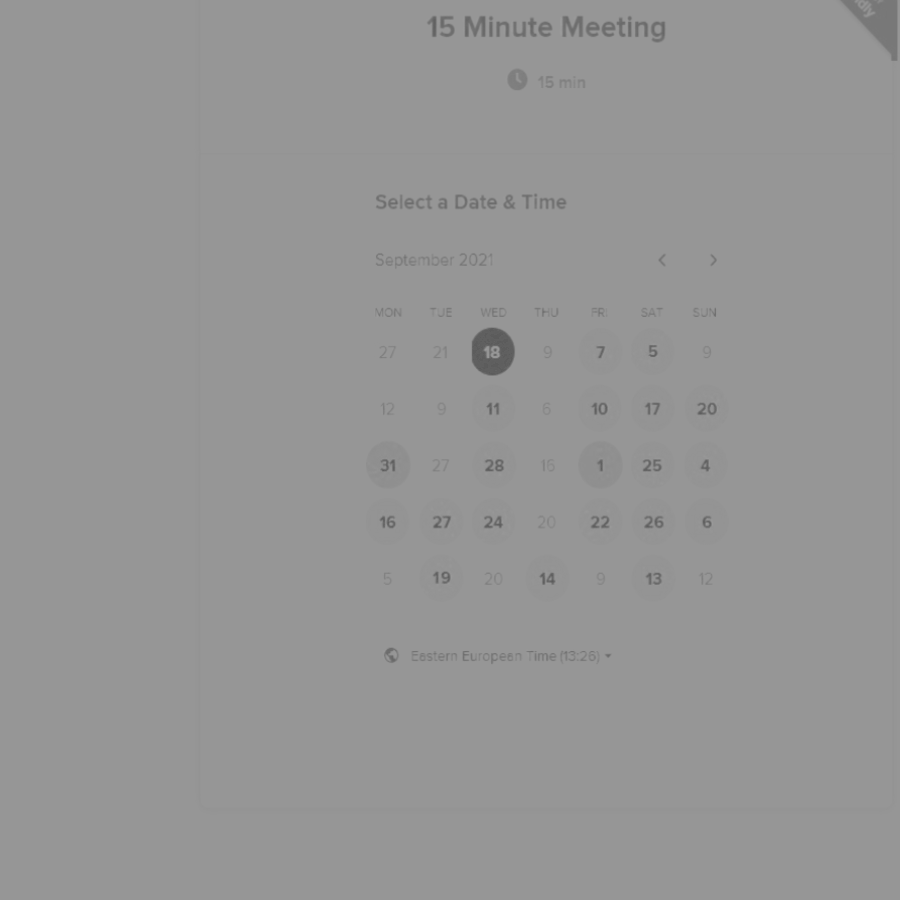 15 Minute Meeting
15 min
Select a Date & Time
September 2021
MON TUE WED THU FRI SAT SUN
27 21 18 9 7 5 9
12 9 11 6 10 17 20
31 27 28 16 1 25 4
16 27 24 20 22 26 6
5 19 20 14 9 13 12
Eastern European Time (13:26)